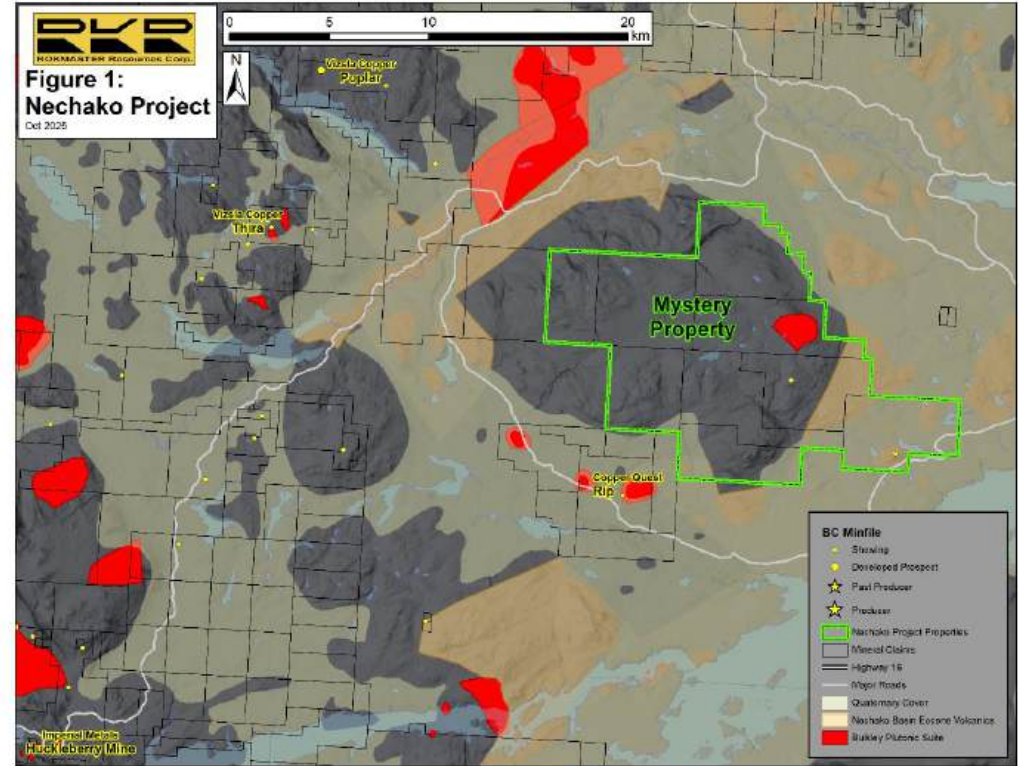 RKR
ROKMASTER Resources Corp.
Figure 1:
Nechako Project
Oct 2025
0 5 10 20
km
N
Vizsla Copper
Poplar
Vizsla Copper
Thira
Mystery
Property
Copper Quest
Rip
Imperial Metals
Huckleberry Mine
BC Minfile
Showing
Developed Prospect
Past Producer
Producer
Nechako Project Properties
Mineral Claims
Highway 16
Major Roads
Quaternary Cover
Nechako Basin Eocene Volcanics
Bulkley Plutonic Suite